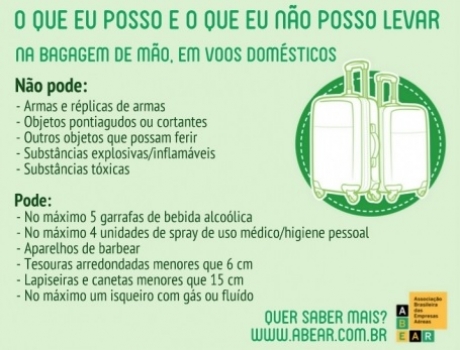 O QUE EU POSSO E O QUE EU NÃO POSSO LEVAR
NA BAGAGEM DE MÃO, EM VOOS DOMÉSTICOS
Não pode:
- Armas e réplicas de armas
- Objetos pontiagudos ou cortantes
- Outros objetos que possam ferir
- Substâncias explosivas/inflamáveis
- Substâncias tóxicas
Pode:
- No máximo 5 garrafas de bebida alcoólica
- No máximo 4 unidades de spray de uso médico/higiene pessoal
- Aparelhos de barbear
- Tesouras arredondadas menores que 6 cm
- Lapiseiras e canetas menores que 15 cm
- No máximo um isqueiro com gás ou fluído
QUER SABER MAIS?
WWW.ABEAR.COM.BR
Associação
Brasileira
das
Empresas
Aéreas
A
B
E A R